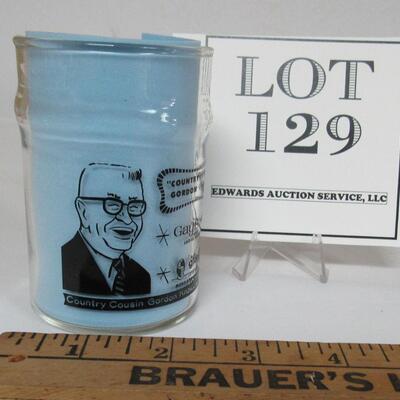 LOT
129
EDWARDS AUCTION SERVICE, LLC
"COUNTRY
GORDON
Country Cousin Gordon
1
2
3
4
BRAUER'S